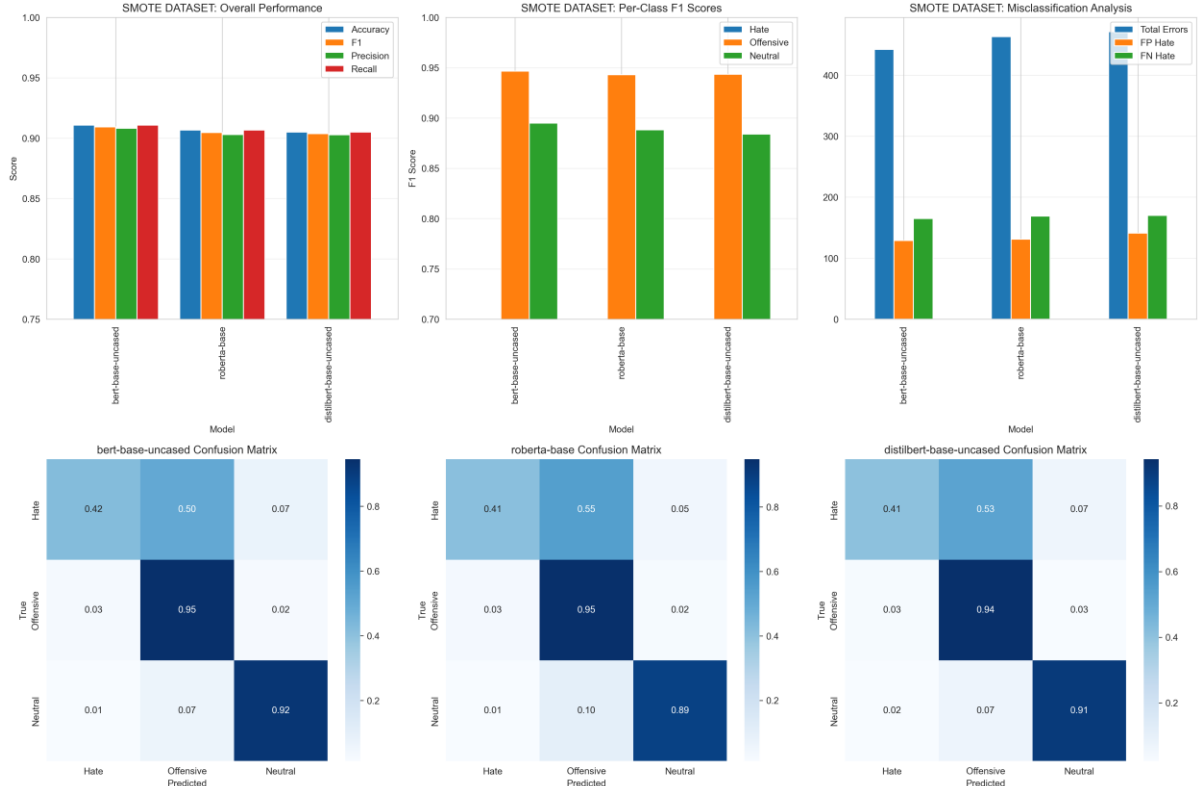 SMOTE DATASET: Overall Performance
1.00
0.95
0.90
0.85
0.80
0.75
Score
Accuracy
F1
Precision
Recall
bert-base-uncased
roberta-base
distilbert-base-uncased
Model
SMOTE DATASET: Per-Class F1 Scores
1.00
0.95
0.90
0.85
0.80
0.75
0.70
F1 Score
Hate
Offensive
Neutral
bert-base-uncased
roberta-base
distilbert-base-uncased
Model
SMOTE DATASET: Misclassification Analysis
400
300
200
100
0
Total Errors
FP Hate
FN Hate
bert-base-uncased
roberta-base
distilbert-base-uncased
Model
bert-base-uncased Confusion Matrix
True
Hate
Offensive
Neutral
0.42 0.50 0.07
0.03 0.95 0.02
0.01 0.07 0.92
Hate Offensive Neutral
Predicted
0.8
0.6
0.4
0.2
roberta-base Confusion Matrix
True
Hate
Offensive
Neutral
0.41 0.55 0.05
0.03 0.95 0.02
0.01 0.10 0.89
Hate Offensive Neutral
Predicted
0.8
0.6
0.4
0.2
distilbert-base-uncased Confusion Matrix
True
Hate
Offensive
Neutral
0.41 0.53 0.07
0.03 0.94 0.03
0.02 0.07 0.91
Hate Offensive Neutral
Predicted
0.8
0.6
0.4
0.2